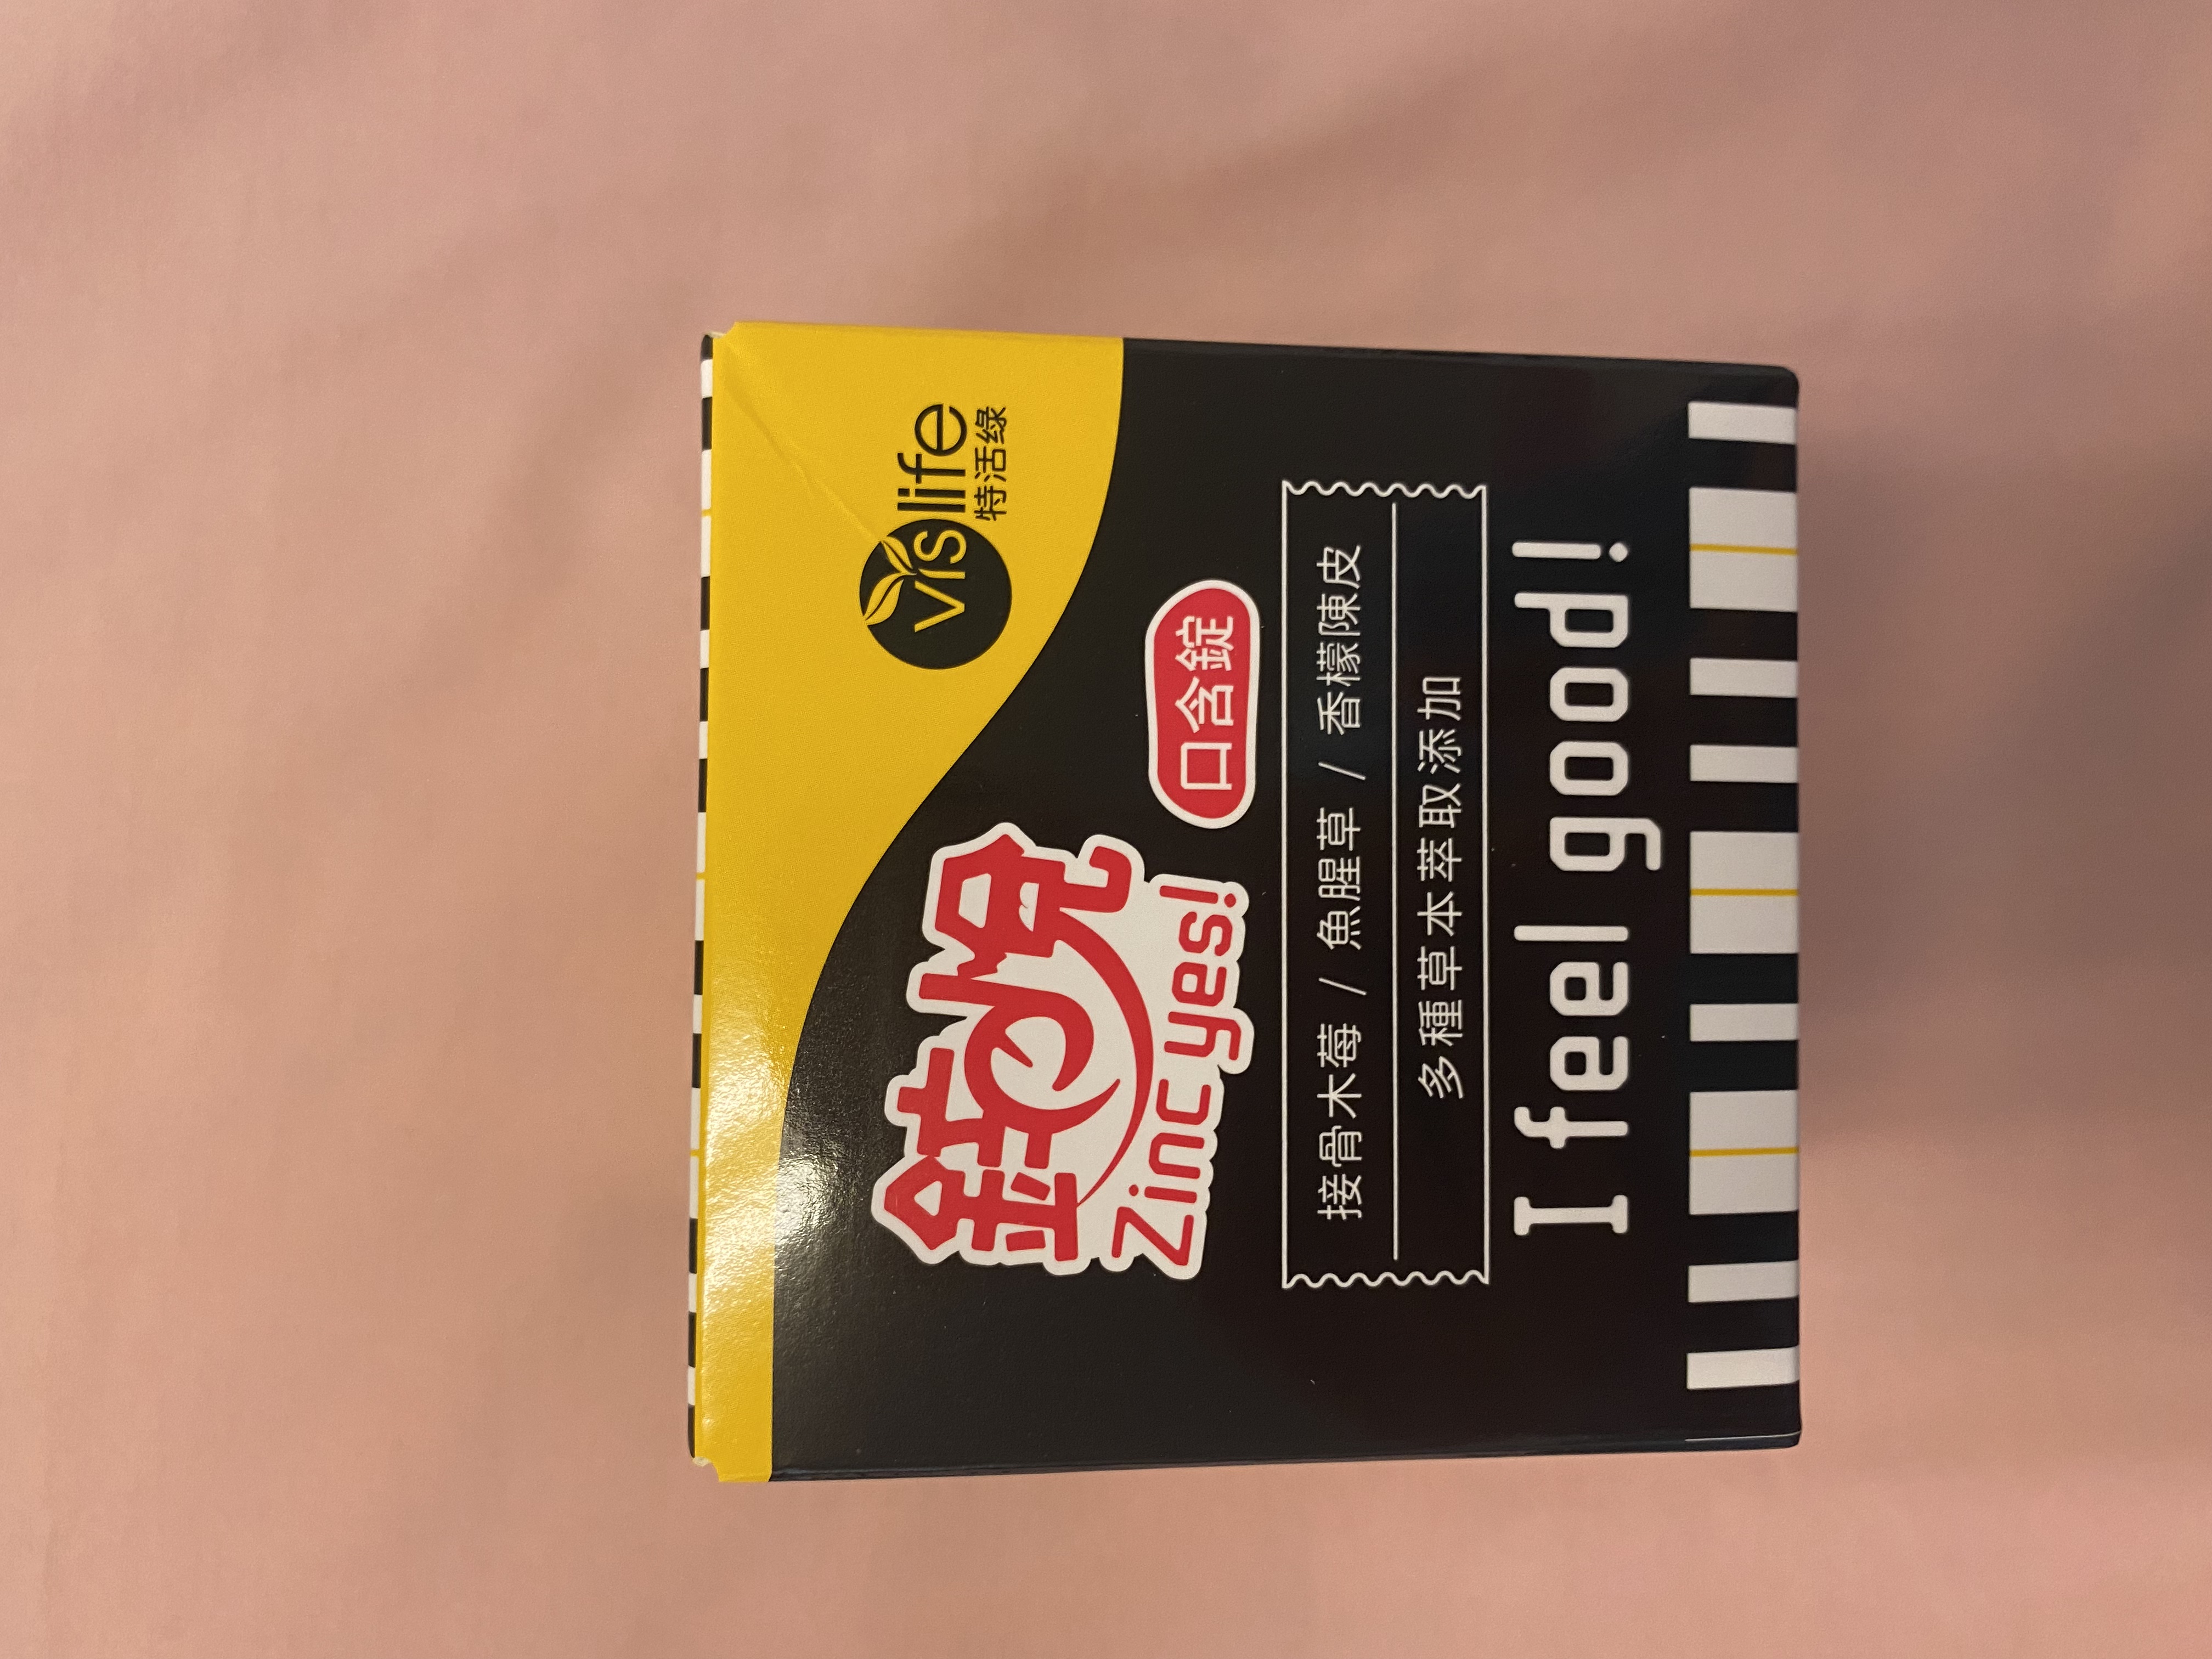 vislife
特活綠
鋅悅
Zinc yes!
口含錠
接骨木莓 / 魚腥草 / 香檬陳皮
多種草本萃取添加
I feel good!